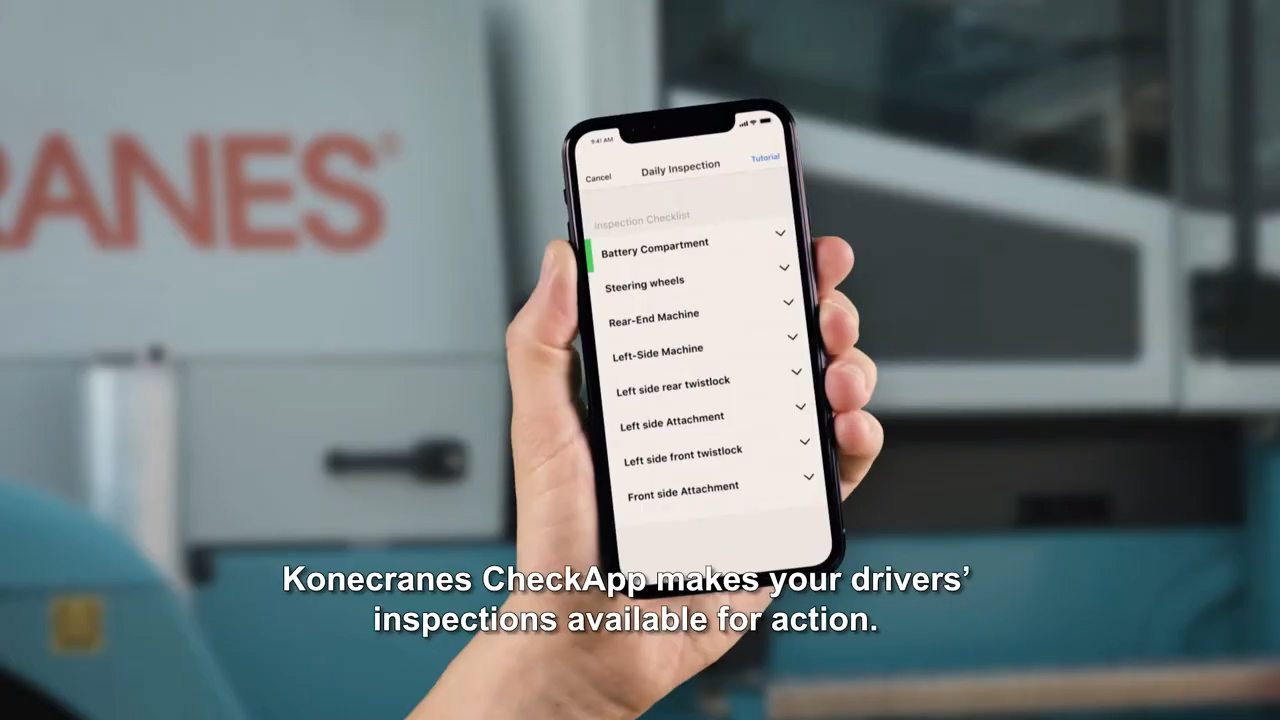 RANES®
9:41 AM
Cancel
Daily Inspection
Tutorial
Inspection Checklist
Battery Compartment
Steering wheels
Rear-End Machine
Left-Side Machine
Left side rear twistlock
Left side Attachment
Left side front twistlock
Front side Attachment
Konecranes CheckApp makes your drivers’
inspections available for action.